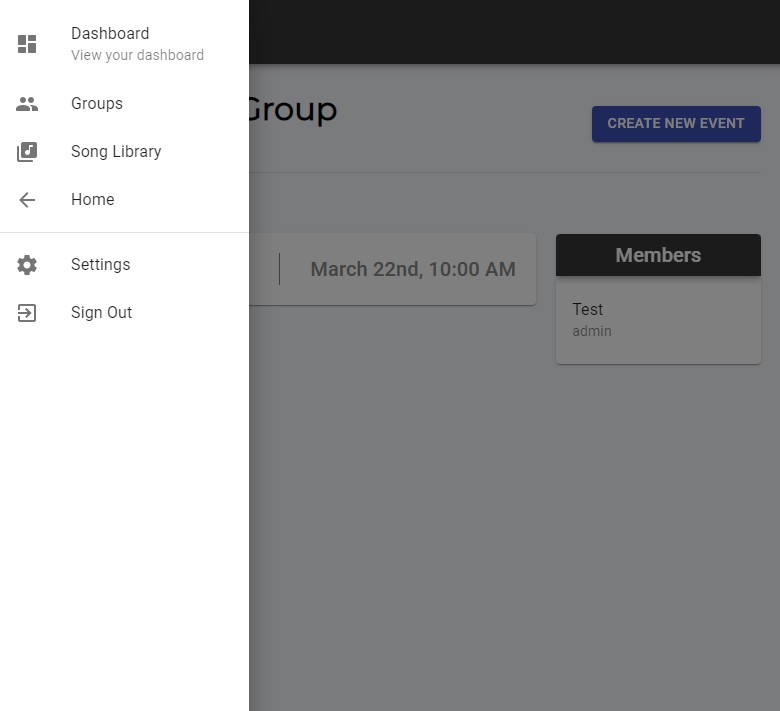 Dashboard
View your dashboard
Groups
Song Library
Home
Settings
Sign Out
Group
CREATE NEW EVENT
March 22nd, 10:00 AM
Members
Test
admin